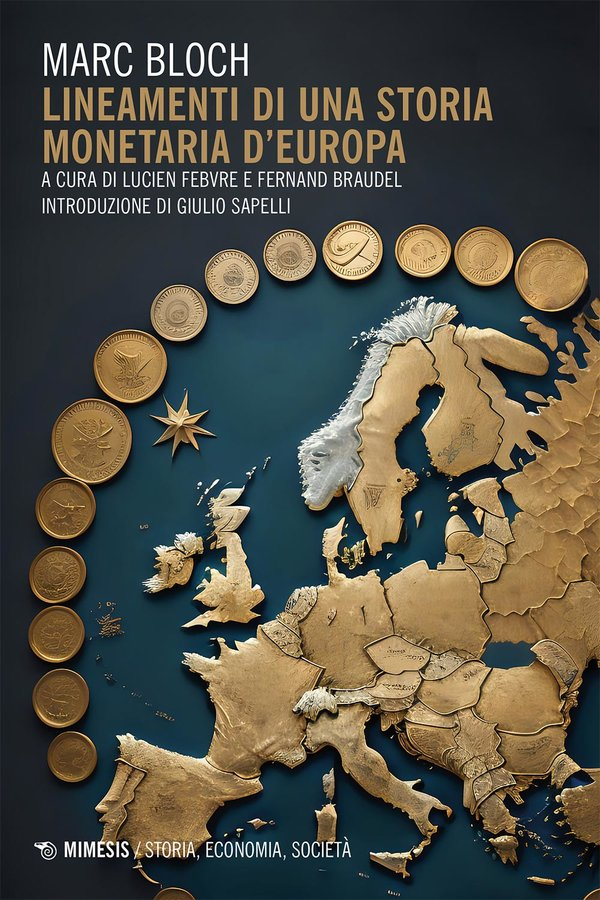 MARC BLOCH
LINEAMENTI DI UNA STORIA
MONETARIA D'EUROPA
A CURA DI LUCIEN FEBVRE E FERNAND BRAUDEL
INTRODUZIONE DI GIULIO SAPELLI
MIMESIS / STORIA, ECONOMIA, SOCIETÀ